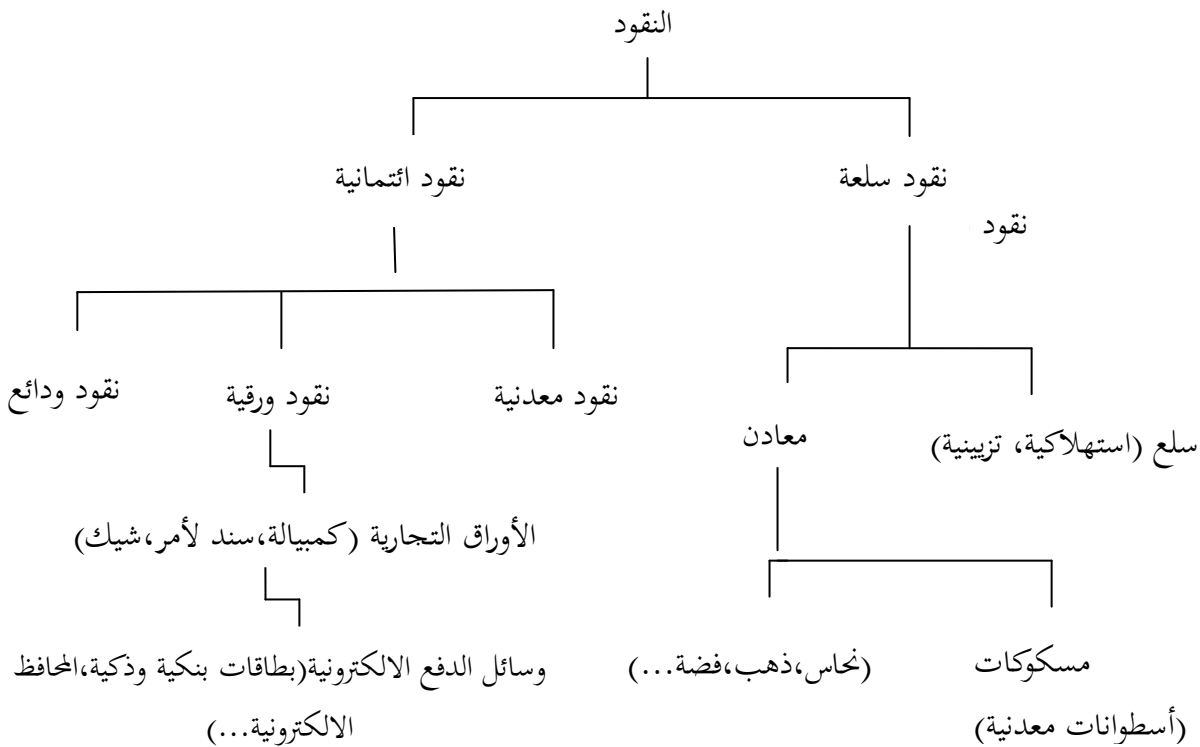 النقود
نقود سلعة
نقود ائتمانية
نقود
سلع (استهلاكية، تزيينية)
معادن
نقود معدنية
نقود ورقية
نقود ودائع
الأوراق التجارية (كمبيالة،سند لأمر،شيك)
مسكوكات
(أسطوانات معدنية)
(نحاس،ذهب،فضة...)
وسائل الدفع الالكترونية(بطاقات بنكية وذكية،المحافظ
الالكترونية...)